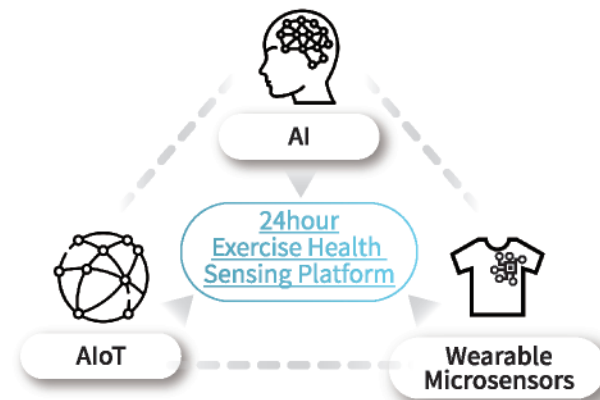 AI
24hour
Exercise Health
Sensing Platform
AIoT
Wearable
Microsensors